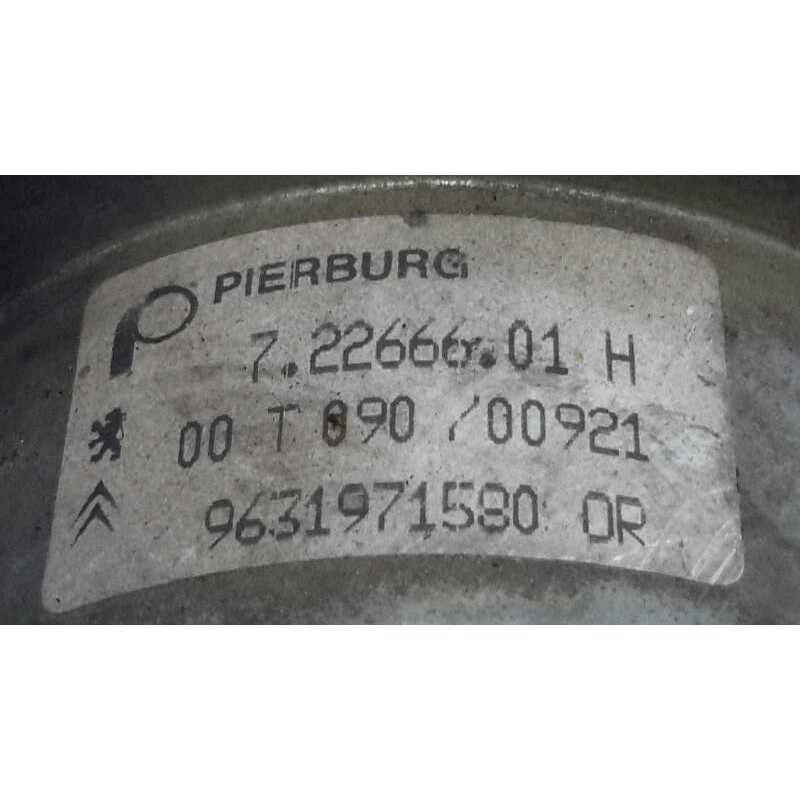 PIERBURG
7.22666.01 H
00 T 090 /00921
9631971580 OR